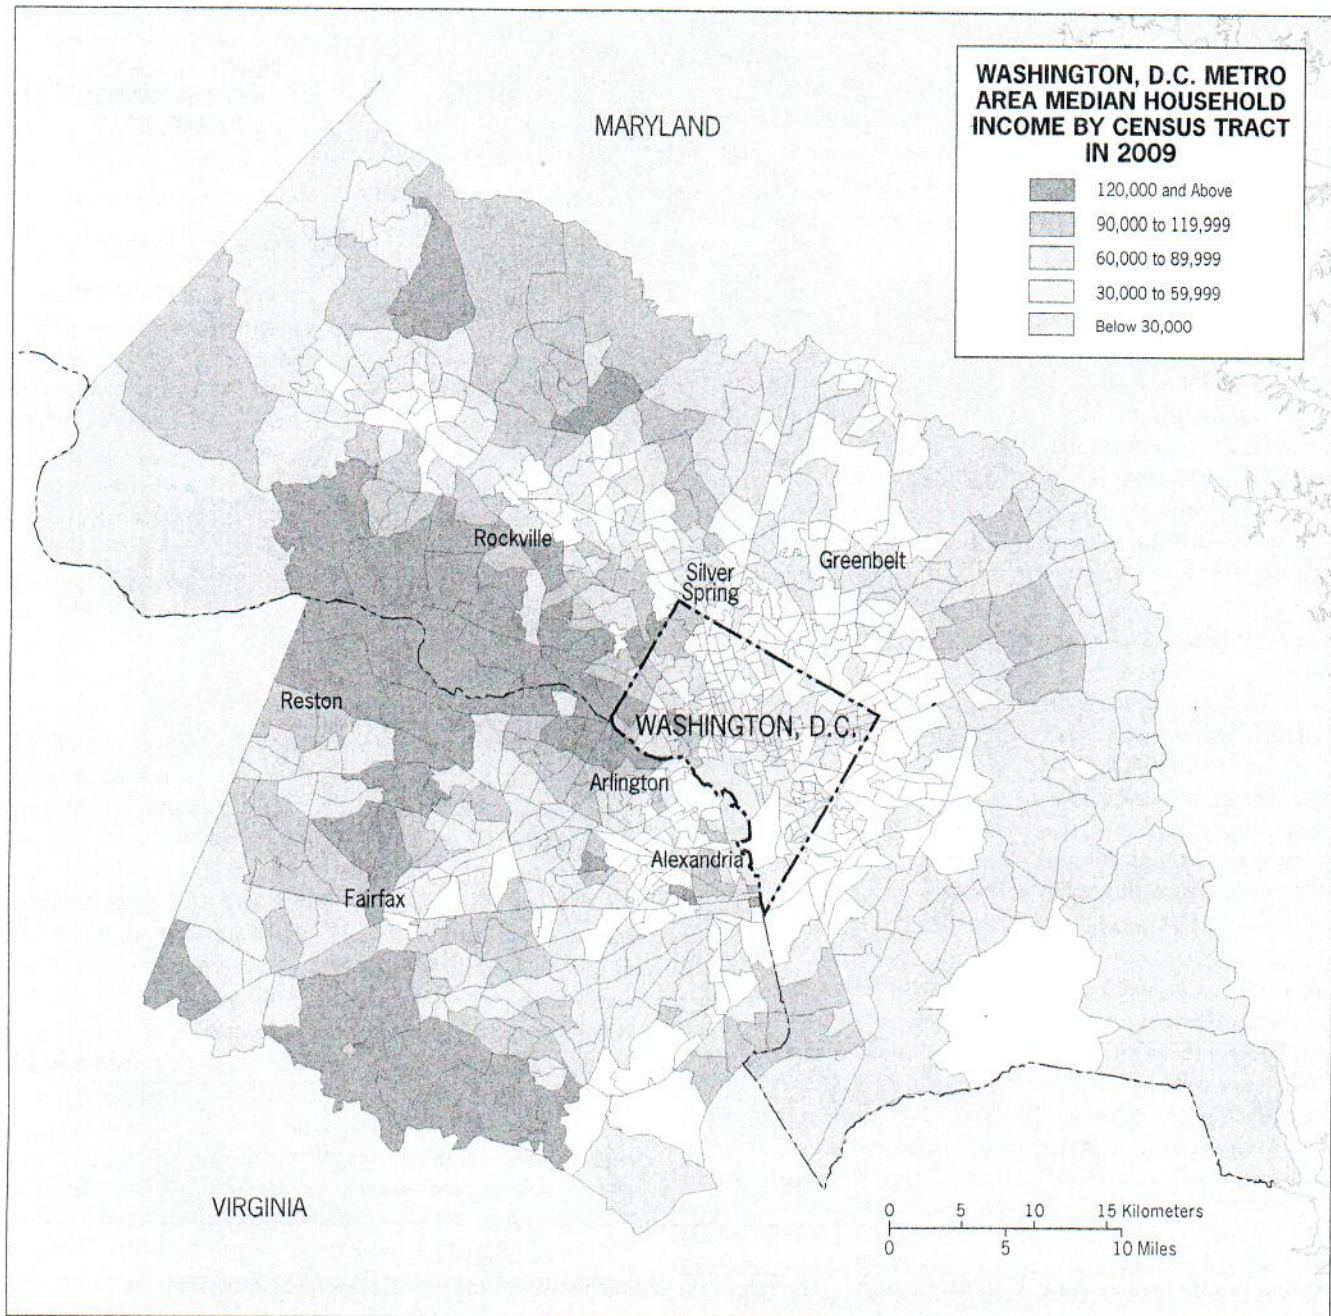 MARYLAND
WASHINGTON, D.C. METRO
AREA MEDIAN HOUSEHOLD
INCOME BY CENSUS TRACT
IN 2009
120,000 and Above
90,000 to 119,999
60,000 to 89,999
30,000 to 59,999
Below 30,000
Rockville
Greenbelt
Silver
Spring
Reston
WASHINGTON, D.C.
Arlington
Alexandria
Fairfax
VIRGINIA
0 5 10 15 Kilometers
0 5 10 Miles